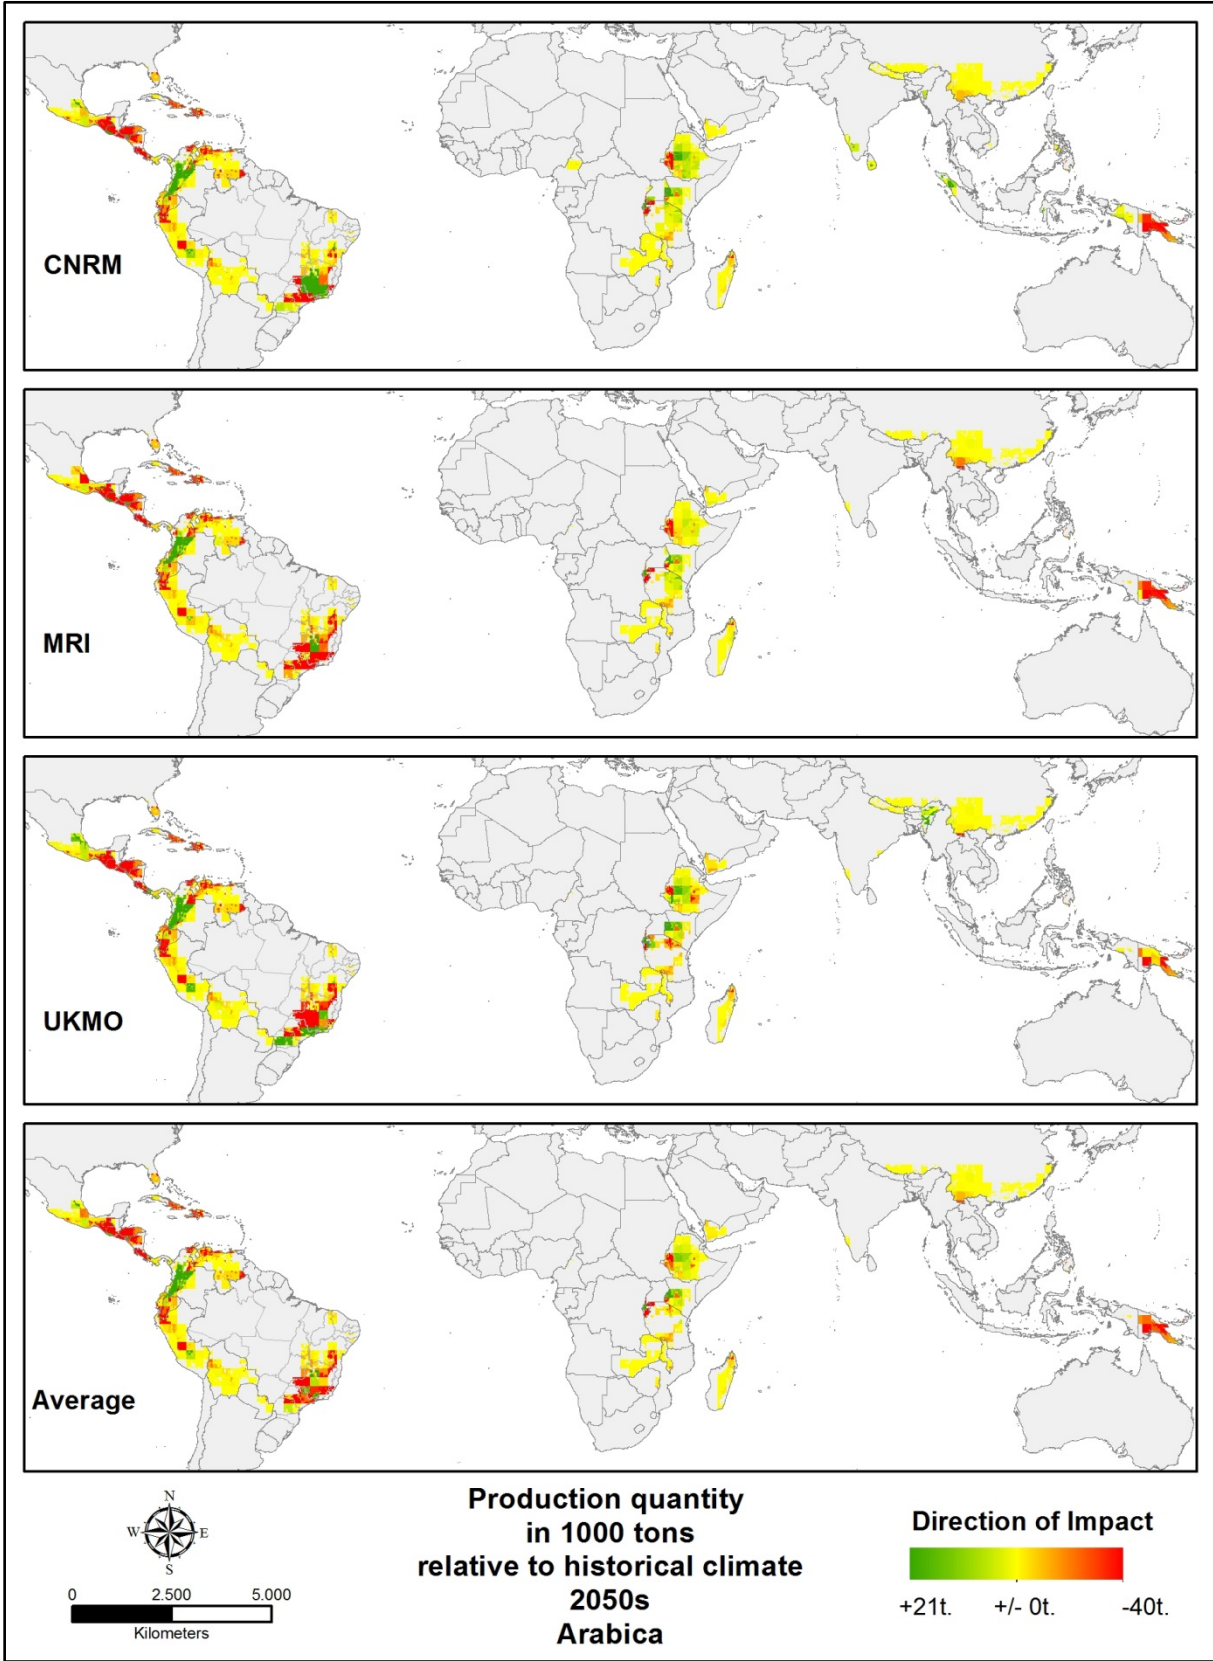 CNRM
MRI
UKMO
Average
N
W E
S
0 2.500 5.000
Kilometers
Production quantity
in 1000 tons
relative to historical climate
2050s
Arabica
Direction of Impact
+21t. +/- 0t. -40t.